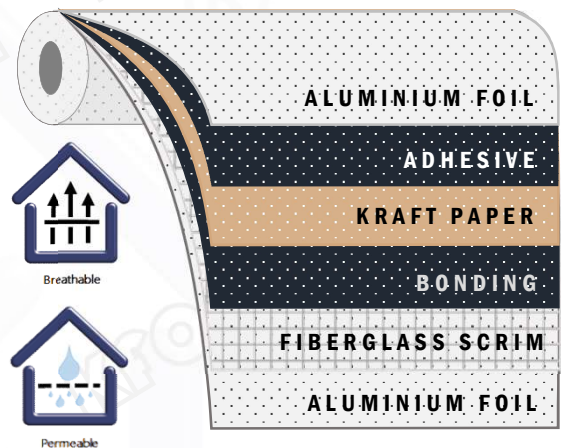 ALUMINIUM FOIL
ADHESIVE
KRAFT PAPER
BONDING
FIBERGLASS SCRIM
ALUMINIUM FOIL
Breathable
Permeable